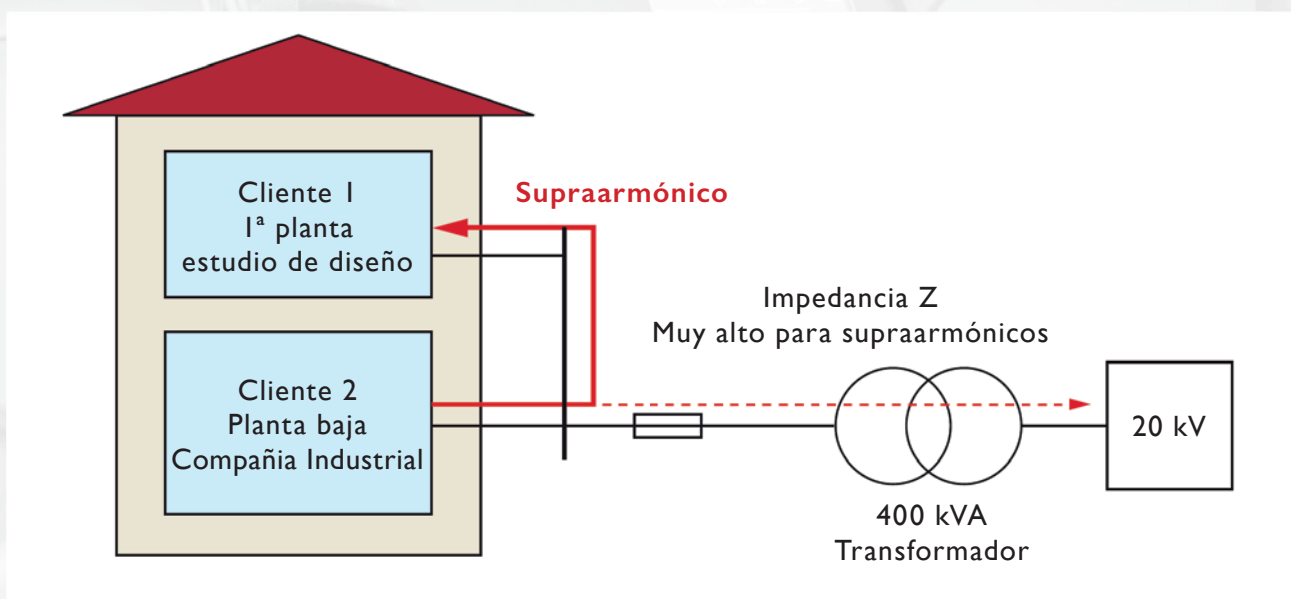 Cliente 1
1ª planta
estudio de diseño
Supraarmónico
Cliente 2
Planta baja
Compañia Industrial
Impedancia Z
Muy alto para supraarmónicos
400 kVA
Transformador
20 kV